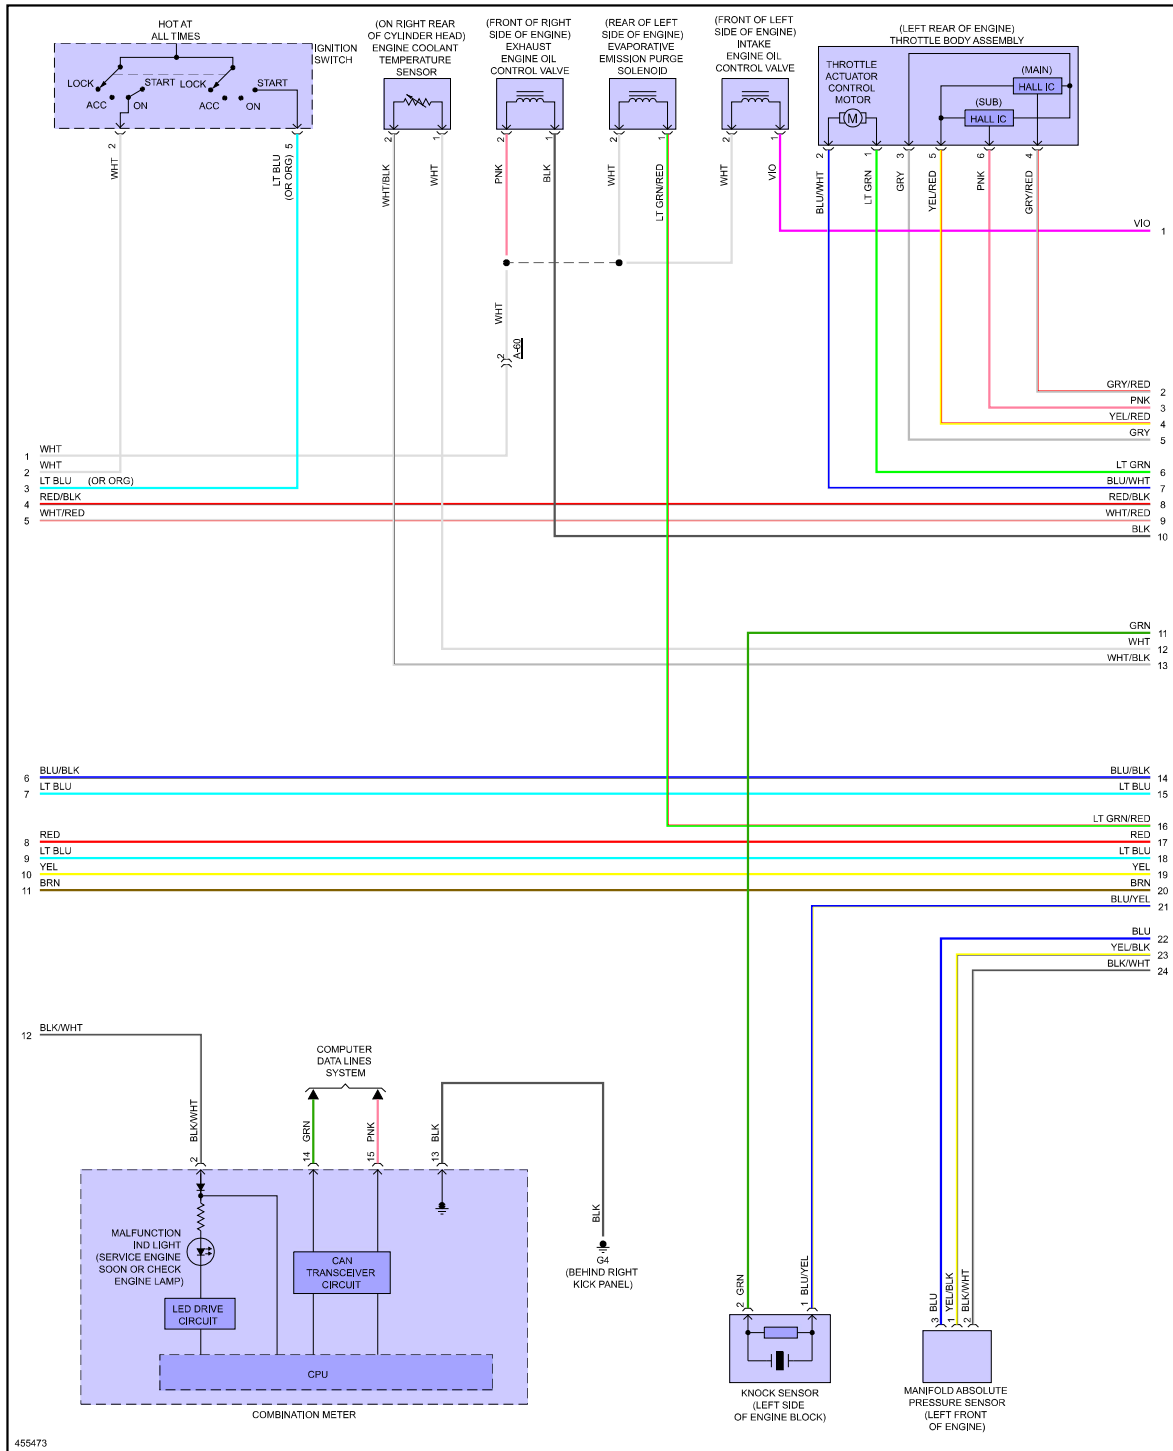 HOT AT
ALL TIMES
IGNITION
SWITCH
LOCK
START
ACC
ON
LOCK
START
ACC
ON
2
WHT
5
LT BLU
(OR ORG)
(ON RIGHT REAR
OF CYLINDER HEAD)
ENGINE COOLANT
TEMPERATURE
SENSOR
2
WHT/BLK
1
WHT
(FRONT OF RIGHT
SIDE OF ENGINE)
EXHAUST
ENGINE OIL
CONTROL VALVE
2
PNK
1
BLK
WHT
2
A-60
(REAR OF LEFT
SIDE OF ENGINE)
EVAPORATIVE
EMISSION PURGE
SOLENOID
2
WHT
1
LT GRN/RED
(FRONT OF LEFT
SIDE OF ENGINE)
INTAKE
ENGINE OIL
CONTROL VALVE
2
WHT
1
VIO
(LEFT REAR OF ENGINE)
THROTTLE BODY ASSEMBLY
THROTTLE
ACTUATOR
CONTROL
MOTOR
M
(MAIN)
HALL IC
(SUB)
HALL IC
2
BLU/WHT
1
LT GRN
3
GRY
5
YEL/RED
6
PNK
4
GRY/RED
VIO 1
GRY/RED 2
PNK 3
YEL/RED 4
GRY 5
LT GRN 6
BLU/WHT 7
RED/BLK 8
WHT/RED 9
BLK 10
GRN 11
WHT 12
WHT/BLK 13
BLU/BLK 14
LT BLU 15
LT GRN/RED 16
RED 17
LT BLU 18
YEL 19
BRN 20
BLU/YEL 21
BLU 22
YEL/BLK 23
BLK/WHT 24
1 WHT
2 WHT
3 LT BLU (OR ORG)
4 RED/BLK
5 WHT/RED
6 BLU/BLK
7 LT BLU
8 RED
9 LT BLU
10 YEL
11 BRN
12 BLK/WHT
COMPUTER
DATA LINES
SYSTEM
BLK/WHT
2
GRN
14
PNK
15
BLK
13
BLK
G4
(BEHIND RIGHT
KICK PANEL)
MALFUNCTION
IND LIGHT
(SERVICE ENGINE
SOON OR CHECK
ENGINE LAMP)
LED DRIVE
CIRCUIT
CAN
TRANSCEIVER
CIRCUIT
CPU
COMBINATION METER
GRN
2
BLU/YEL
1
KNOCK SENSOR
(LEFT SIDE
OF ENGINE BLOCK)
BLU
3
YEL/BLK
1
BLK/WHT
2
MANIFOLD ABSOLUTE
PRESSURE SENSOR
(LEFT FRONT
OF ENGINE)
455473